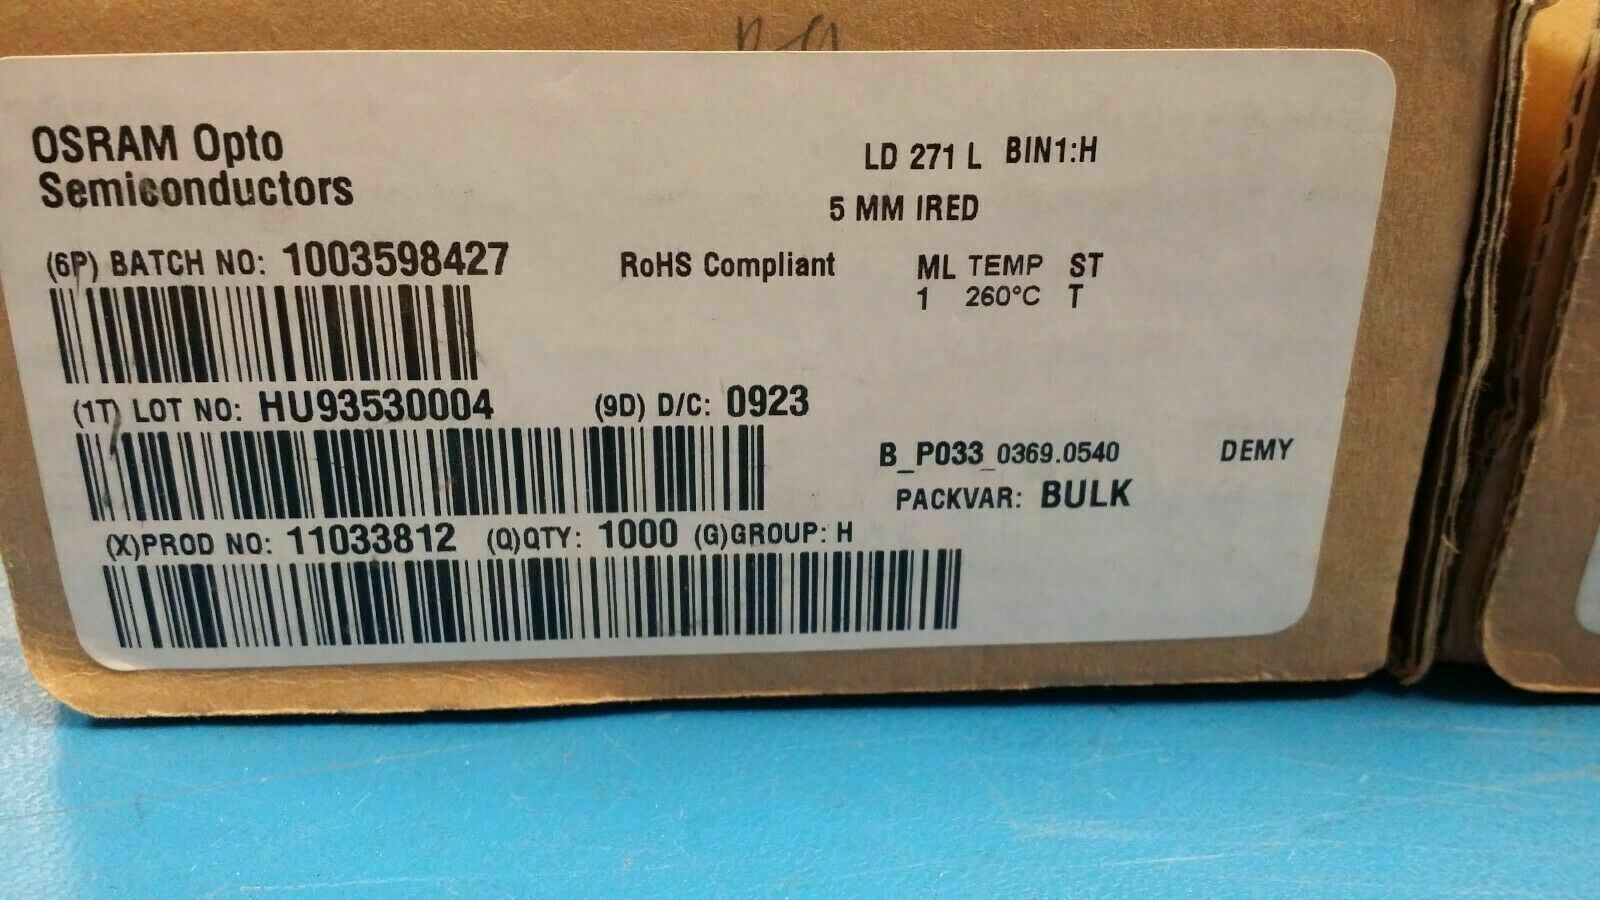 OSRAM Opto
Semiconductors
LD 271 L BIN1:H
5 MM IRED
(6P) BATCH NO: 1003598427
RoHS Compliant
ML TEMP ST
1 260°C T
(1T) LOT NO: HU93530004 (9D) D/C: 0923
B_P033_0369.0540 DEMY
PACKVAR: BULK
(X)PROD NO: 11033812 (Q)QTY: 1000 (G)GROUP: H